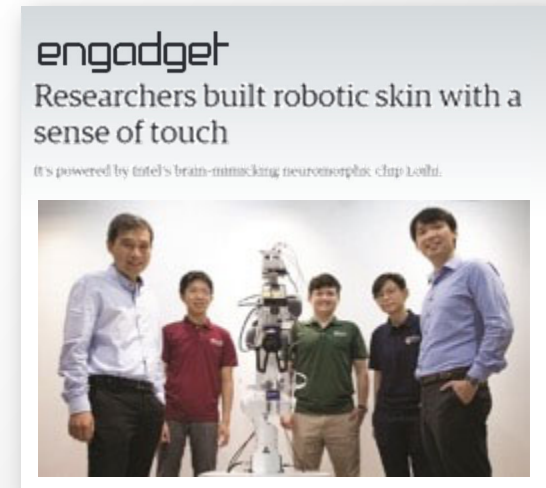 engadget
Researchers built robotic skin with a
sense of touch
It's powered by Intel's brain-mimicking neuromorphic chip Loihi.